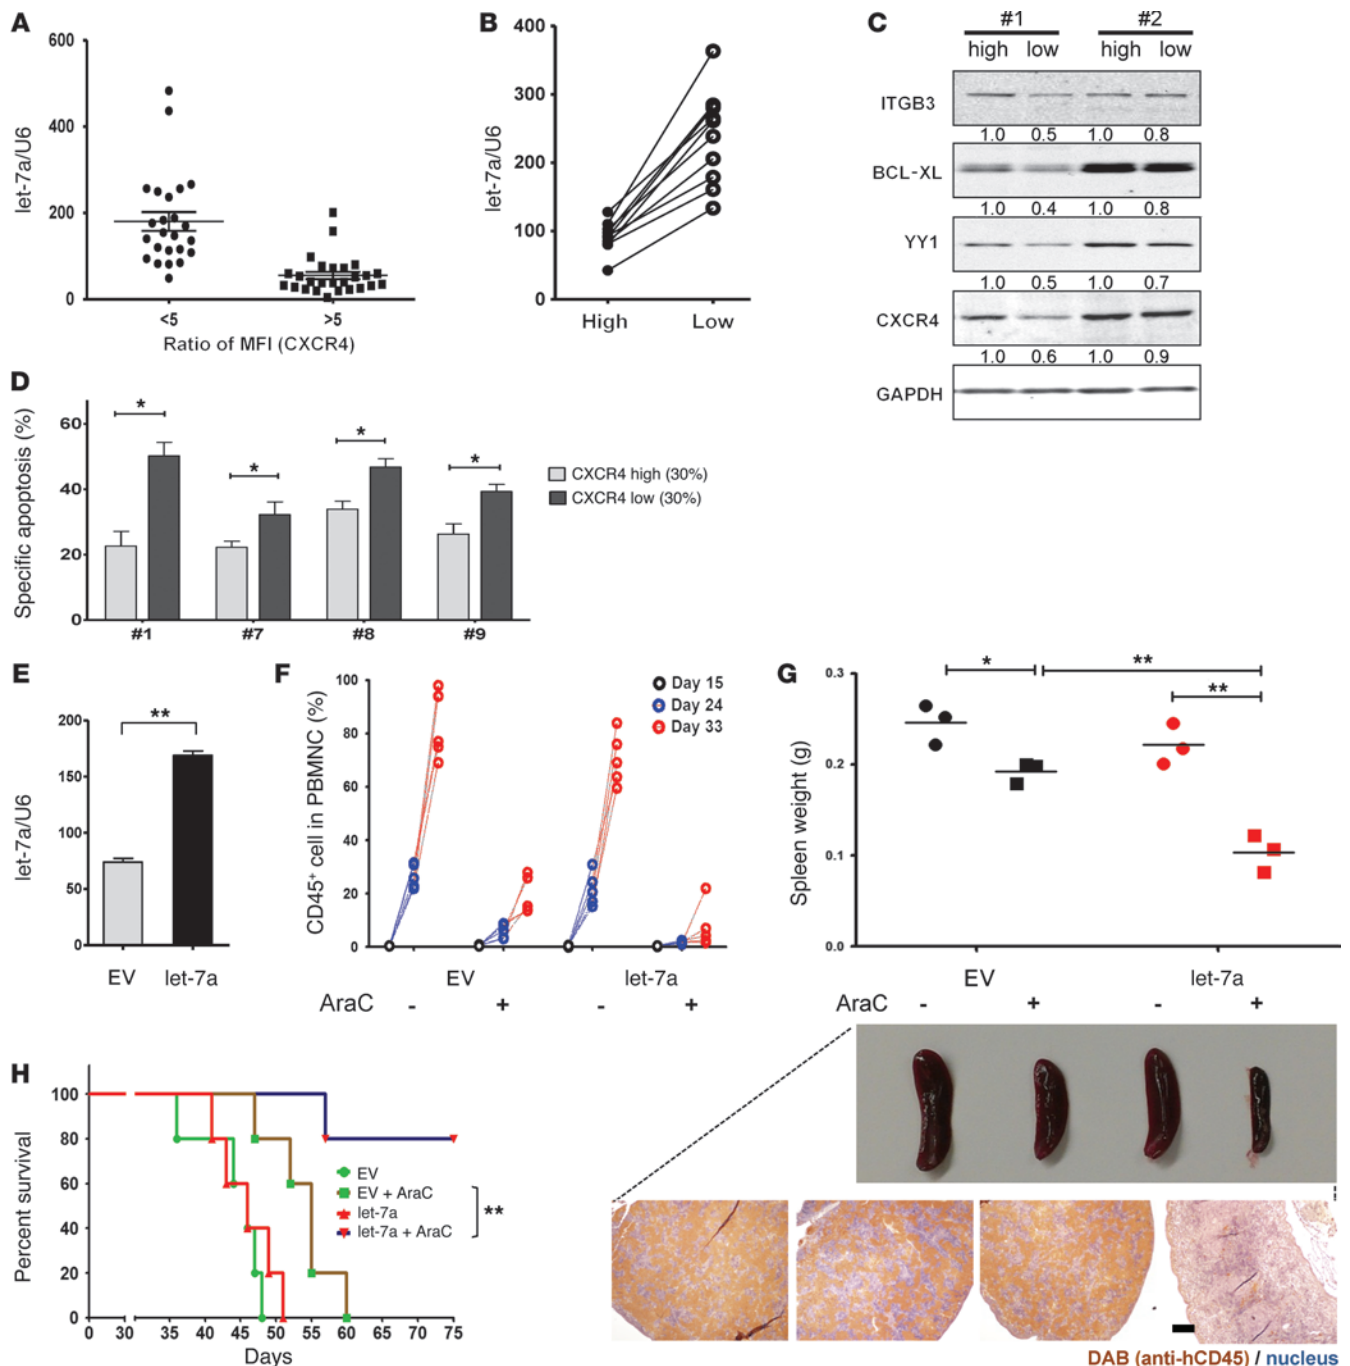 A
let-7a/U6
600
400
200
0
<5
>5
Ratio of MFI (CXCR4)
B
let-7a/U6
400
300
200
100
0
High
Low
C
#1
#2
high
low
high
low
ITGB3
1.0
0.5
1.0
0.8
BCL-XL
1.0
0.4
1.0
0.8
YY1
1.0
0.5
1.0
0.7
CXCR4
1.0
0.6
1.0
0.9
GAPDH
D
Specific apoptosis (%)
60
40
20
0
*
*
*
*
#1
#7
#8
#9
CXCR4 high (30%)
CXCR4 low (30%)
E
let-7a/U6
200
150
100
50
0
**
EV
let-7a
F
CD45+ cell in PBMNC (%)
100
80
60
40
20
0
Day 15
Day 24
Day 33
EV
let-7a
AraC
-
+
-
+
G
Spleen weight (g)
0.3
0.2
0.1
0.0
*
**
**
EV
let-7a
AraC
-
+
-
+
DAB (anti-hCD45) / nucleus
H
Percent survival
100
80
60
40
20
0
0
30
35
40
45
50
55
60
65
70
75
Days
EV
EV + AraC
let-7a
let-7a + AraC
**